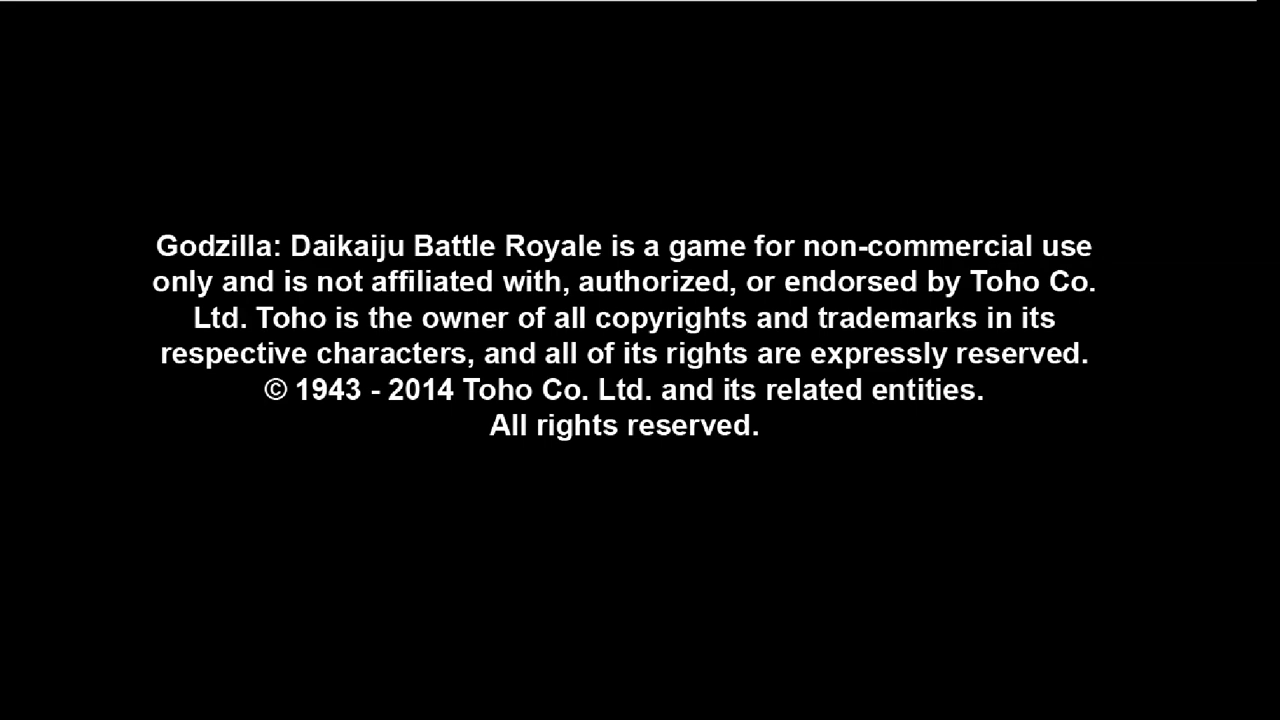 Godzilla: Daikaiju Battle Royale is a game for non-commercial use
only and is not affiliated with, authorized, or endorsed by Toho Co.
Ltd. Toho is the owner of all copyrights and trademarks in its
respective characters, and all of its rights are expressly reserved.
© 1943 - 2014 Toho Co. Ltd. and its related entities.
All rights reserved.